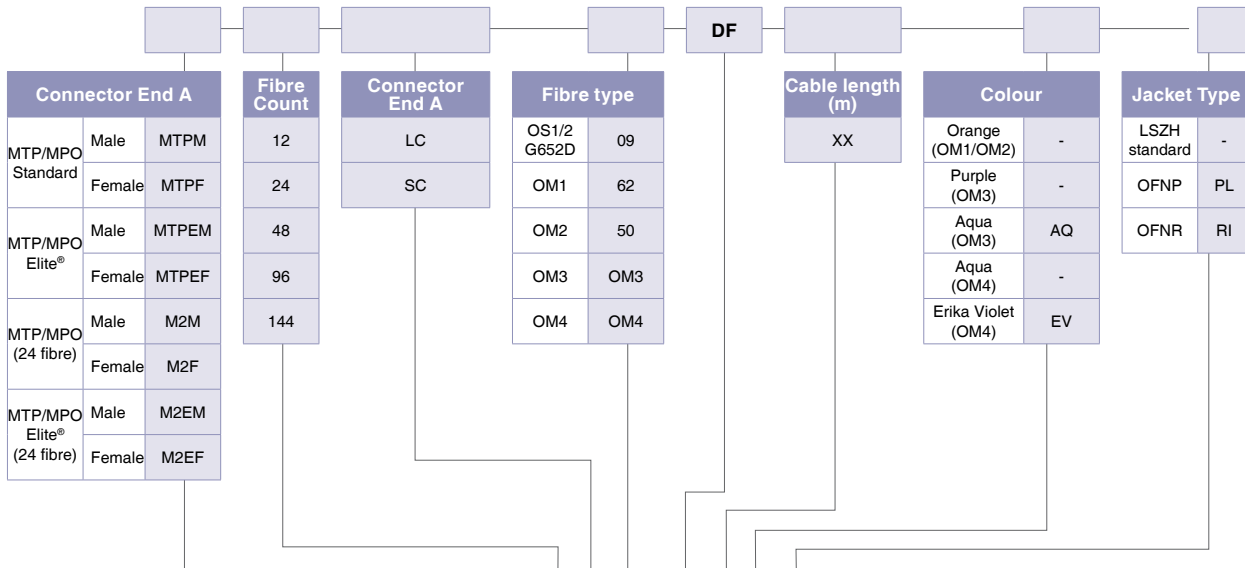 DF
Connector End A
MTP/MPO Standard
Male MTPM
Female MTPF
MTP/MPO Elite®
Male MTPEM
Female MTPEF
MTP/MPO (24 fibre)
Male M2M
Female M2F
MTP/MPO Elite® (24 fibre)
Male M2EM
Female M2EF
Fibre
Count
12
24
48
96
144
Connector
End A
LC
SC
Fibre type
OS1/2 G652D 09
OM1 62
OM2 50
OM3 OM3
OM4 OM4
Cable length
(m)
XX
Colour
Orange (OM1/OM2) -
Purple (OM3) -
Aqua (OM3) AQ
Aqua (OM4) -
Erika Violet (OM4) EV
Jacket Type
LSZH standard -
OFNP PL
OFNR RI